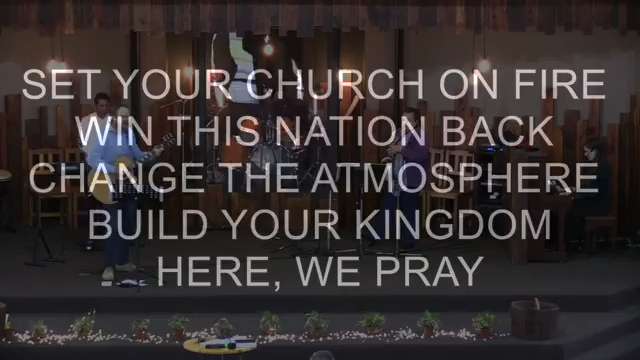 SET YOUR CHURCH ON FIRE
WIN THIS NATION BACK
CHANGE THE ATMOSPHERE
BUILD YOUR KINGDOM
HERE, WE PRAY